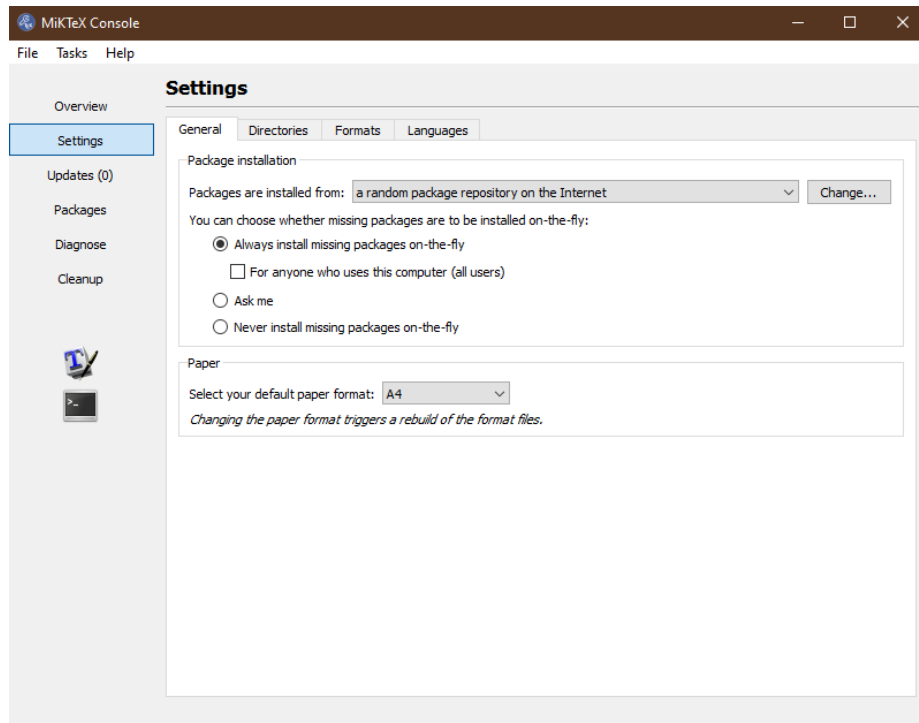 MiKTeX Console
File Tasks Help
Settings
Overview
Settings
Updates (0)
Packages
Diagnose
Cleanup
General Directories Formats Languages
Package installation
Packages are installed from: a random package repository on the Internet Change...
You can choose whether missing packages are to be installed on-the-fly:
Always install missing packages on-the-fly
For anyone who uses this computer (all users)
Ask me
Never install missing packages on-the-fly
Paper
Select your default paper format: A4
Changing the paper format triggers a rebuild of the format files.